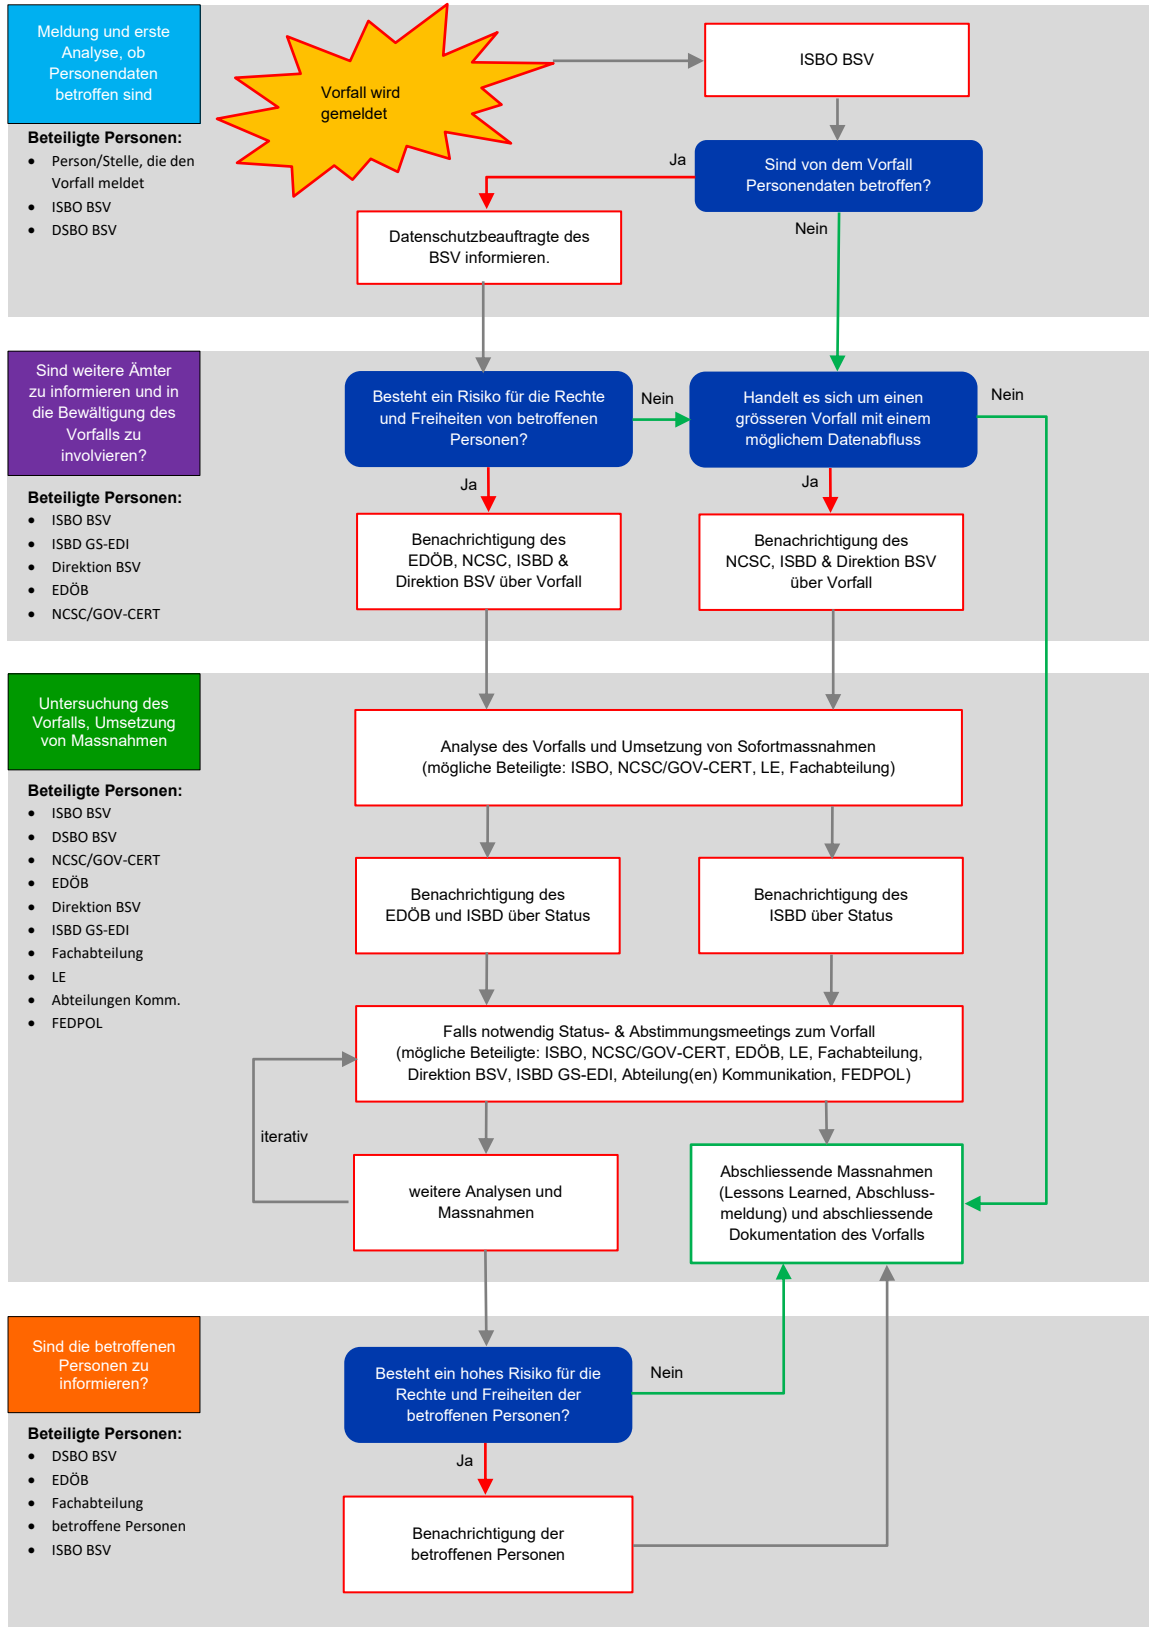 Meldung und erste
Analyse, ob
Personendaten
betroffen sind
Beteiligte Personen:
• Person/Stelle, die den
Vorfall meldet
• ISBO BSV
• DSBO BSV
Vorfall wird
gemeldet
ISBO BSV
Ja
Sind von dem Vorfall
Personendaten betroffen?
Nein
Datenschutzbeauftragte des
BSV informieren.
Sind weitere Ämter
zu informieren und in
die Bewältigung des
Vorfalls zu
involvieren?
Beteiligte Personen:
• ISBO BSV
• ISBD GS-EDI
• Direktion BSV
• EDÖB
• NCSC/GOV-CERT
Besteht ein Risiko für die Rechte
und Freiheiten von betroffenen
Personen?
Nein
Handelt es sich um einen
grösseren Vorfall mit einem
möglichem Datenabfluss
Nein
Ja
Ja
Benachrichtigung des
EDÖB, NCSC, ISBD &
Direktion BSV über Vorfall
Benachrichtigung des
NCSC, ISBD & Direktion BSV
über Vorfall
Untersuchung des
Vorfalls, Umsetzung
von Massnahmen
Beteiligte Personen:
• ISBO BSV
• DSBO BSV
• NCSC/GOV-CERT
• EDÖB
• Direktion BSV
• ISBD GS-EDI
• Fachabteilung
• LE
• Abteilungen Komm.
• FEDPOL
Analyse des Vorfalls und Umsetzung von Sofortmassnahmen
(mögliche Beteiligte: ISBO, NCSC/GOV-CERT, LE, Fachabteilung)
Benachrichtigung des
EDÖB und ISBD über Status
Benachrichtigung des
ISBD über Status
Falls notwendig Status- & Abstimmungsmeetings zum Vorfall
(mögliche Beteiligte: ISBO, NCSC/GOV-CERT, EDÖB, LE, Fachabteilung,
Direktion BSV, ISBD GS-EDI, Abteilung(en) Kommunikation, FEDPOL)
iterativ
weitere Analysen und
Massnahmen
Abschliessende Massnahmen
(Lessons Learned, Abschluss-
meldung) und abschliessende
Dokumentation des Vorfalls
Sind die betroffenen
Personen zu
informieren?
Beteiligte Personen:
• DSBO BSV
• EDÖB
• Fachabteilung
• betroffene Personen
• ISBO BSV
Besteht ein hohes Risiko für die
Rechte und Freiheiten der
betroffenen Personen?
Nein
Ja
Benachrichtigung der
betroffenen Personen